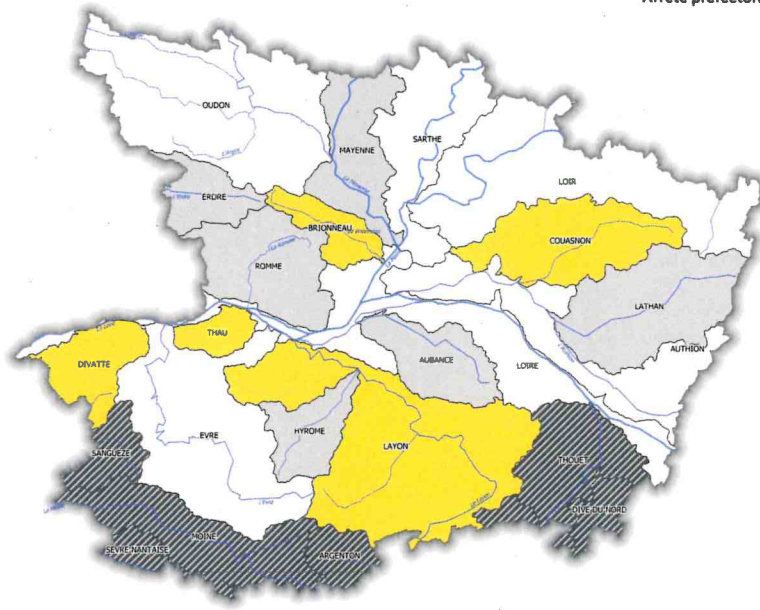 OUDON
MAYENNE
SARTHE
LOIR
ERDRE
BRIONNEAU
COUASNON
ROMME
LATHAN
THAU
AUTHION
DIVATTE
AUBANCE
LOIRE
HYROME
EVRE
LAYON
SANGUEZE
THOUET
DIVE DU NORD
MOINE
SEVRE NANTAISE
ARGENTON